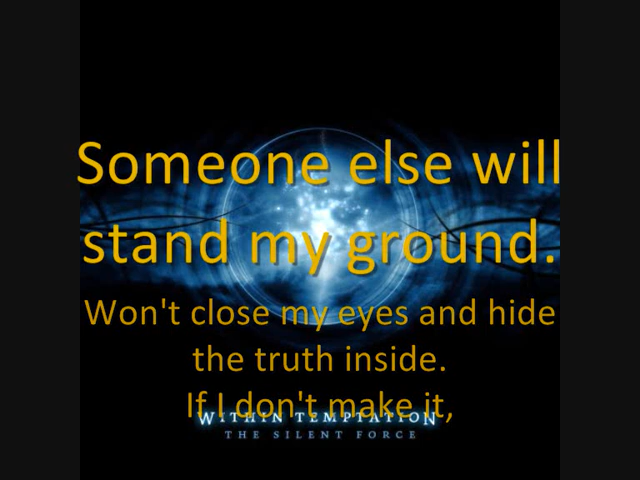 Someone else will
stand my ground.
Won't close my eyes and hide
the truth inside.
If I don't make it,
WITHIN TEMPTATION
THE SILENT FORCE